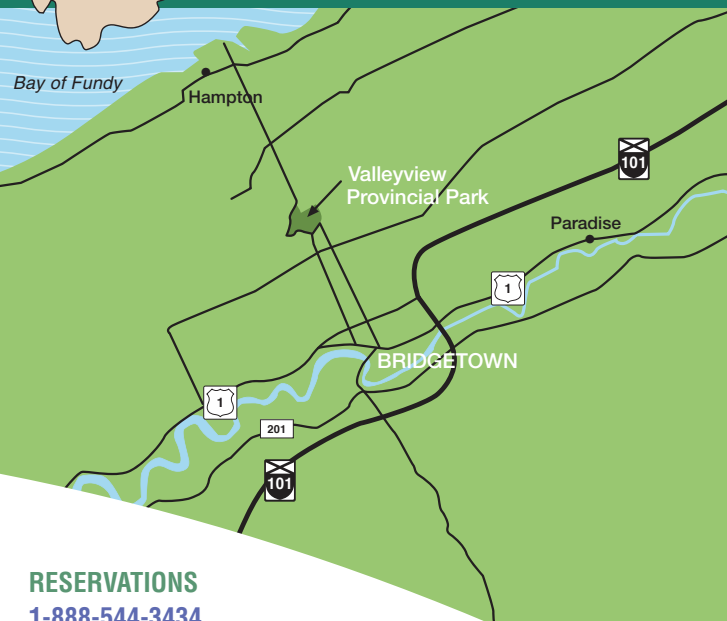 Bay of Fundy
Hampton
101
Valleyview
Provincial Park
Paradise
1
BRIDGETOWN
1
201
101
RESERVATIONS
1-888-544-3434